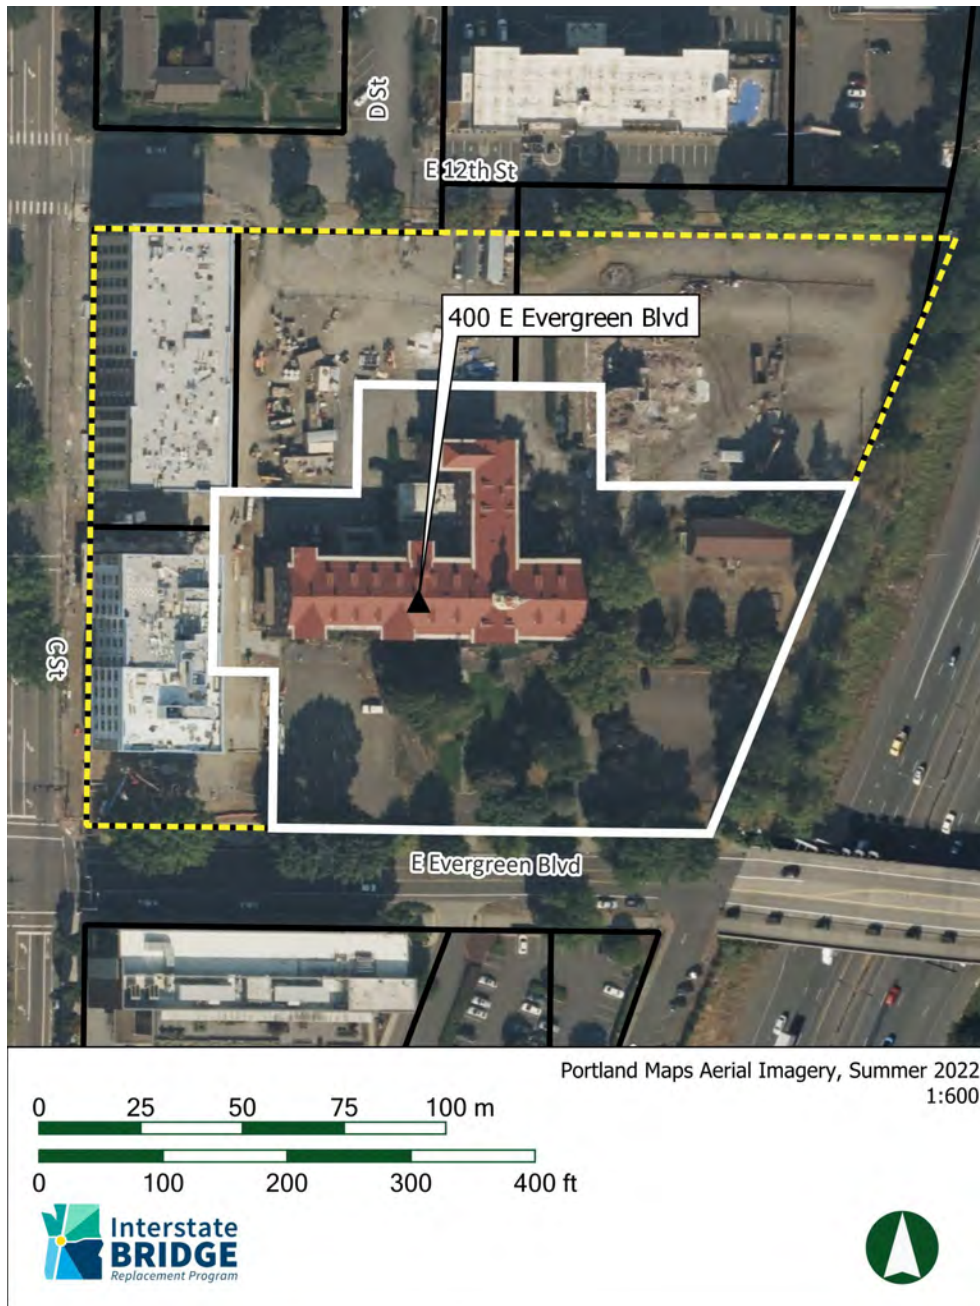 D St
E 12th St
400 E Evergreen Blvd
C St
E Evergreen Blvd
Portland Maps Aerial Imagery, Summer 2022
1:600
0 25 50 75 100 m
0 100 200 300 400 ft
Interstate
BRIDGE
Replacement Program